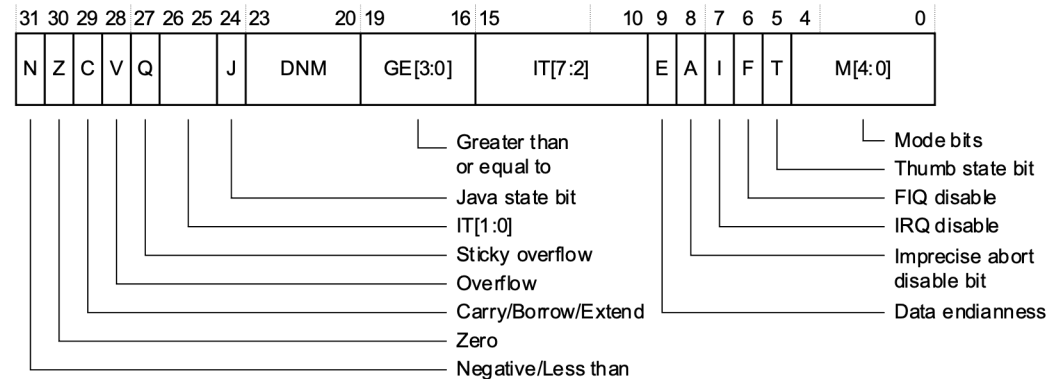 31 30 29 28 27 26 25 24 23 20 19 16 15 10 9 8 7 6 5 4 0
N Z C V Q J DNM GE[3:0] IT[7:2] E A I F T M[4:0]
Greater than
or equal to
Java state bit
IT[1:0]
Sticky overflow
Overflow
Carry/Borrow/Extend
Zero
Negative/Less than
Mode bits
Thumb state bit
FIQ disable
IRQ disable
Imprecise abort
disable bit
Data endianness